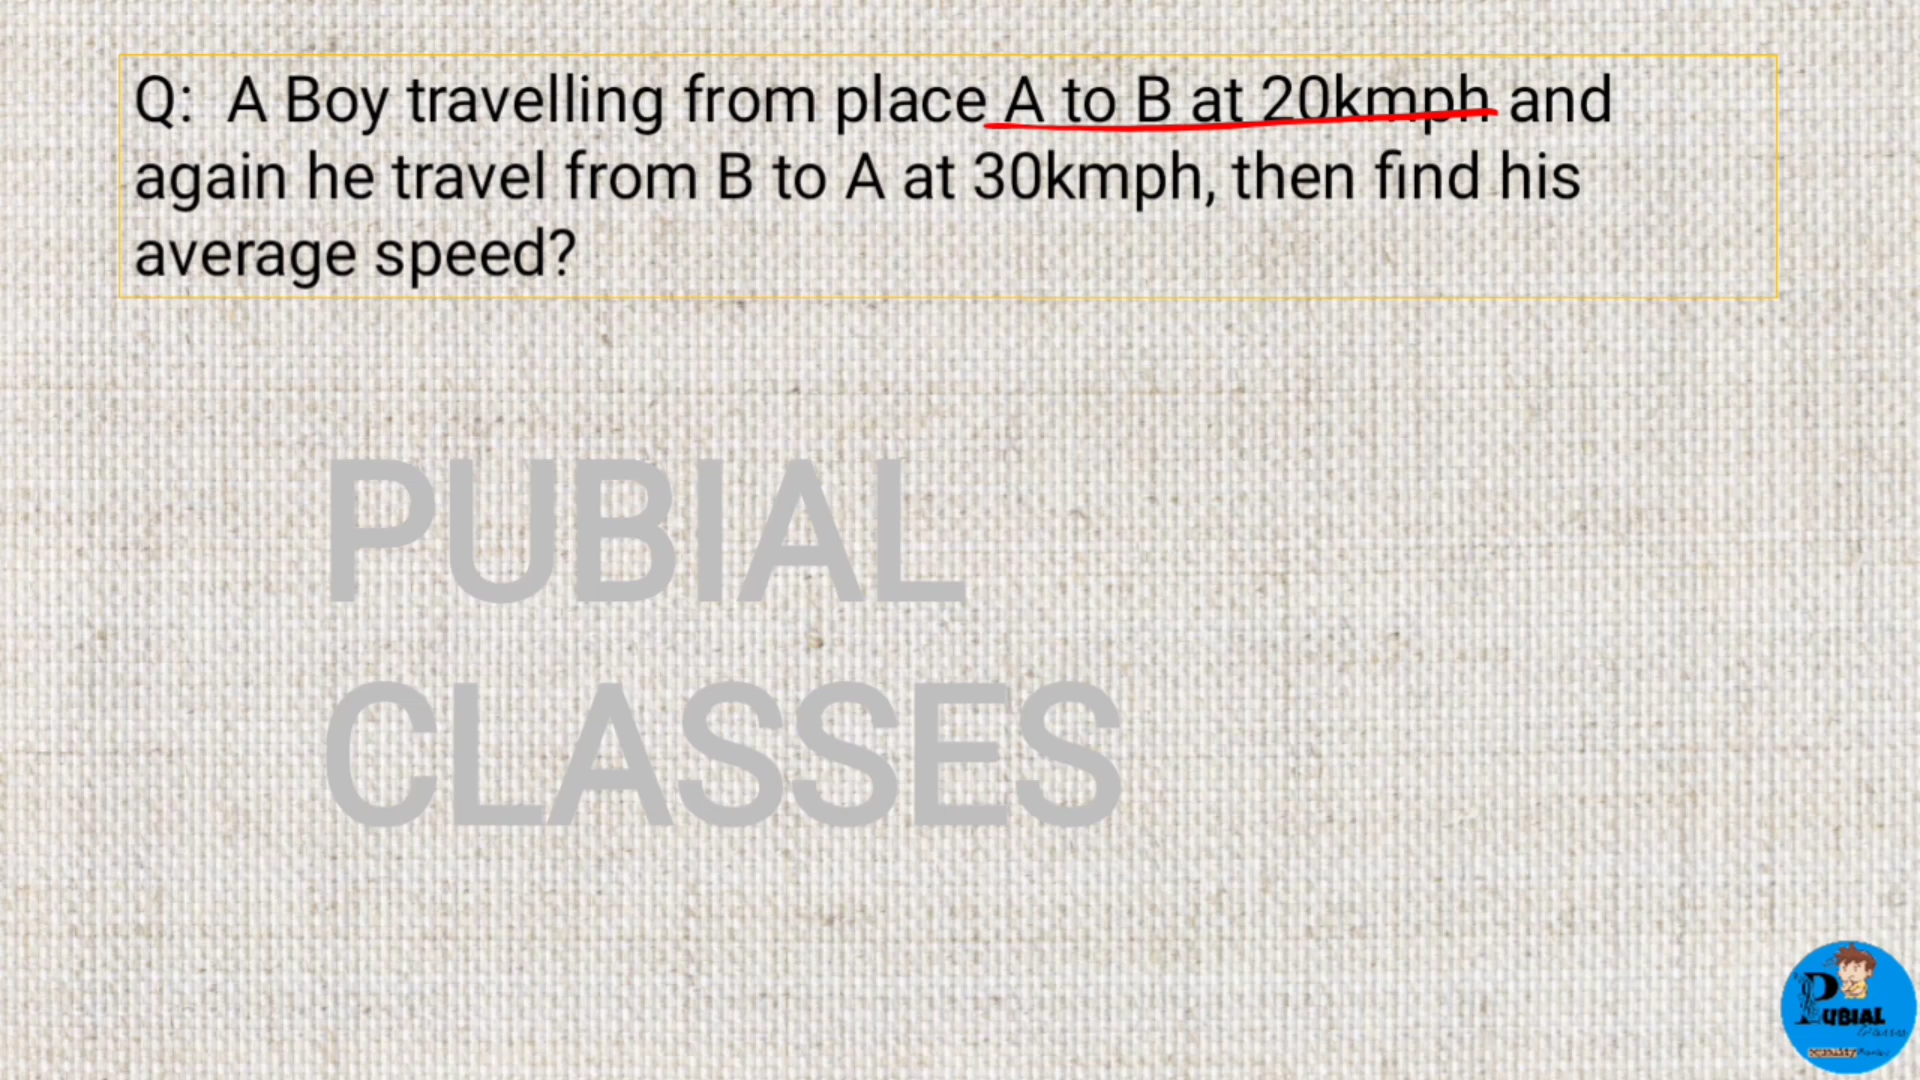 Q: A Boy travelling from place A to B at 20kmph and
again he travel from B to A at 30kmph, then find his
average speed?
PUBIAL
CLASSES
PUBIAL